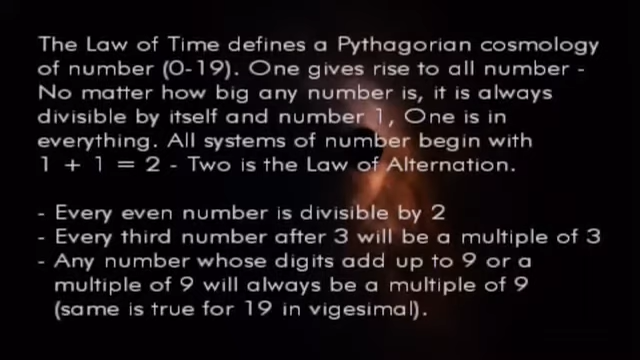 The Law of Time defines a Pythagorian cosmology
of number (0-19). One gives rise to all number -
No matter how big any number is, it is always
divisible by itself and number 1, One is in
everything. All systems of number begin with
1 + 1 = 2 - Two is the Law of Alternation.
- Every even number is divisible by 2
- Every third number after 3 will be a multiple of 3
- Any number whose digits add up to 9 or a
multiple of 9 will always be a multiple of 9
(same is true for 19 in vigesimal).